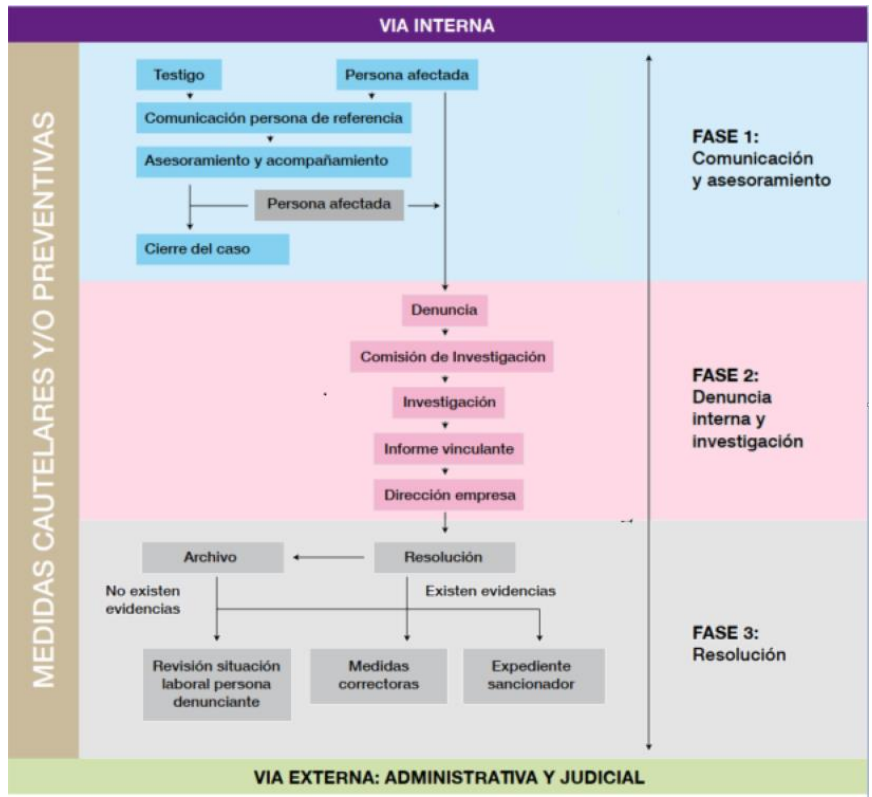 VIA INTERNA
MEDIDAS CAUTELARES Y/O PREVENTIVAS
Testigo
Persona afectada
Comunicación persona de referencia
Asesoramiento y acompañamiento
Persona afectada
Cierre del caso
FASE 1:
Comunicación
y asesoramiento
Denuncia
Comisión de Investigación
Investigación
Informe vinculante
Dirección empresa
FASE 2:
Denuncia
interna y
investigación
Archivo
Resolución
No existen
evidencias
Existen evidencias
Revisión situación
laboral persona
denunciante
Medidas
correctoras
Expediente
sancionador
FASE 3:
Resolución
VIA EXTERNA: ADMINISTRATIVA Y JUDICIAL